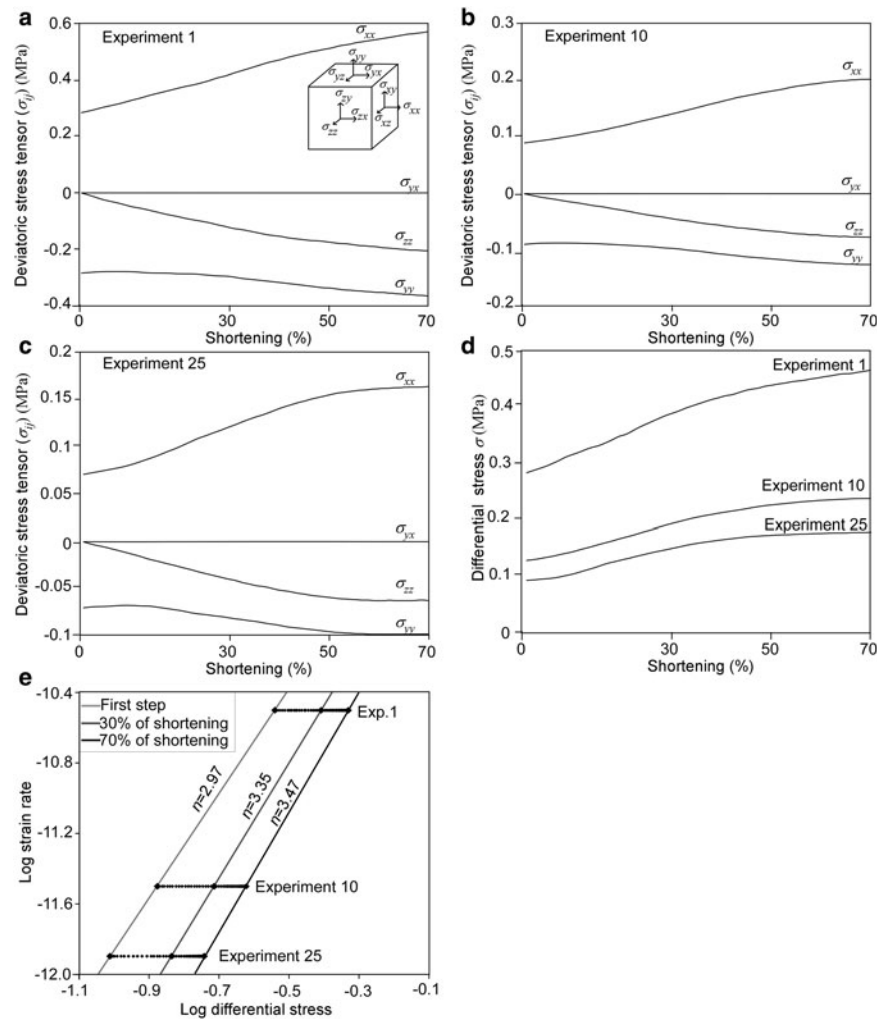 a
Experiment 1
σxx
Deviatoric stress tensor (σij) (MPa)
0.6
0.4
0.2
0
-0.2
-0.4
σyy
σyz
σyx
σzy
σzx
σzz
σxy
σxx
σxz
σyx
σzz
σyy
0
30
50
70
Shortening (%)
b
Experiment 10
Deviatoric stress tensor (σij) (MPa)
0.3
0.2
0.1
0
-0.1
-0.2
σxx
σyx
σzz
σyy
0
30
50
70
Shortening (%)
c
Experiment 25
Deviatoric stress tensor (σij) (MPa)
0.2
0.15
0.1
0.05
0
-0.05
-0.1
σxx
σyx
σzz
σyy
0
30
50
70
Shortening (%)
d
Differential stress σ (MPa)
0.5
0.4
0.3
0.2
0.1
0
Experiment 1
Experiment 10
Experiment 25
0
30
50
70
Shortening (%)
e
Log strain rate
-10.4
-10.8
-11.2
-11.6
-12.0
First step
30% of shortening
70% of shortening
Exp.1
n=2.97
n=3.35
n=3.47
Experiment 10
Experiment 25
-1.1
-0.9
-0.7
-0.5
-0.3
-0.1
Log differential stress